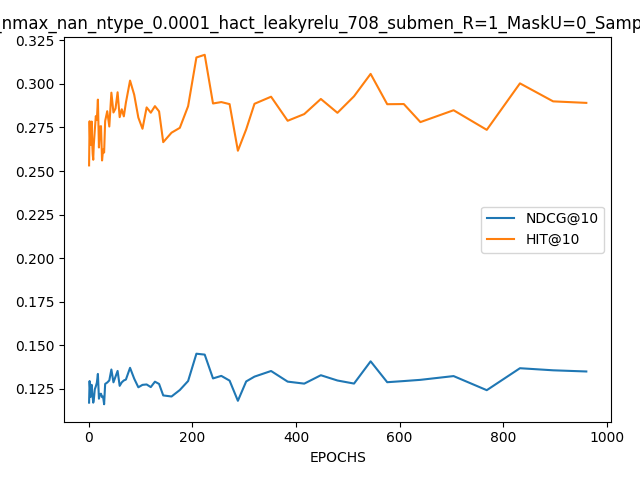 _nmax_nan_ntype_0.0001_hact_leakyrelu_708_submen_R=1_MaskU=0_Samp
0.325
0.300
0.275
0.250
0.225
0.200
0.175
0.150
0.125
NDCG@10
HIT@10
0 200 400 600 800 1000
EPOCHS